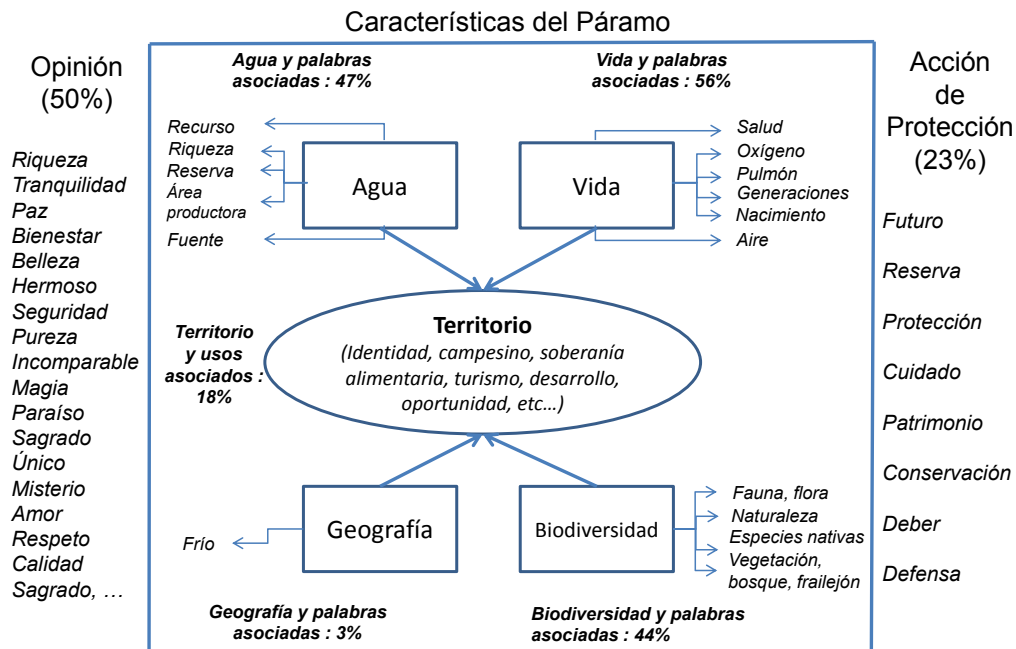 Características del Páramo
Opinión
(50%)
Riqueza
Tranquilidad
Paz
Bienestar
Belleza
Hermoso
Seguridad
Pureza
Incomparable
Magia
Paraíso
Sagrado
Único
Misterio
Amor
Respeto
Calidad
Sagrado, …
Agua y palabras
asociadas : 47%
Recurso
Riqueza
Reserva
Área
productora
Fuente
Agua
Vida y palabras
asociadas : 56%
Vida
Salud
Oxígeno
Pulmón
Generaciones
Nacimiento
Aire
Territorio
y usos
asociados :
18%
Territorio
(Identidad, campesino, soberanía
alimentaria, turismo, desarrollo,
oportunidad, etc…)
Frío
Geografía
Geografía y palabras
asociadas : 3%
Biodiversidad
Fauna, flora
Naturaleza
Especies nativas
Vegetación,
bosque, frailejón
Biodiversidad y palabras
asociadas : 44%
Acción
de
Protección
(23%)
Futuro
Reserva
Protección
Cuidado
Patrimonio
Conservación
Deber
Defensa